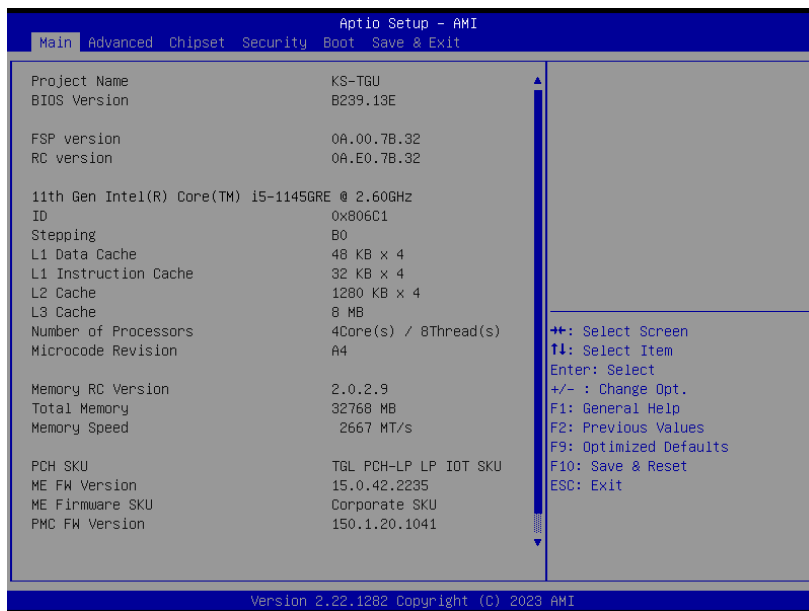 Aptio Setup - AMI
Main Advanced Chipset Security Boot Save & Exit
Project Name KS-TGU
BIOS Version B239.13E
FSP version 0A.00.7B.32
RC version 0A.E0.7B.32
11th Gen Intel(R) Core(TM) i5-1145GRE @ 2.60GHz
ID 0x806C1
Stepping B0
L1 Data Cache 48 KB x 4
L1 Instruction Cache 32 KB x 4
L2 Cache 1280 KB x 4
L3 Cache 8 MB
Number of Processors 4Core(s) / 8Thread(s)
Microcode Revision A4
Memory RC Version 2.0.2.9
Total Memory 32768 MB
Memory Speed 2667 MT/s
PCH SKU TGL PCH-LP LP IOT SKU
ME FW Version 15.0.42.2235
ME Firmware SKU Corporate SKU
PMC FW Version 150.1.20.1041
→←: Select Screen
↑↓: Select Item
Enter: Select
+/- : Change Opt.
F1: General Help
F2: Previous Values
F9: Optimized Defaults
F10: Save & Reset
ESC: Exit
Version 2.22.1282 Copyright (C) 2023 AMI